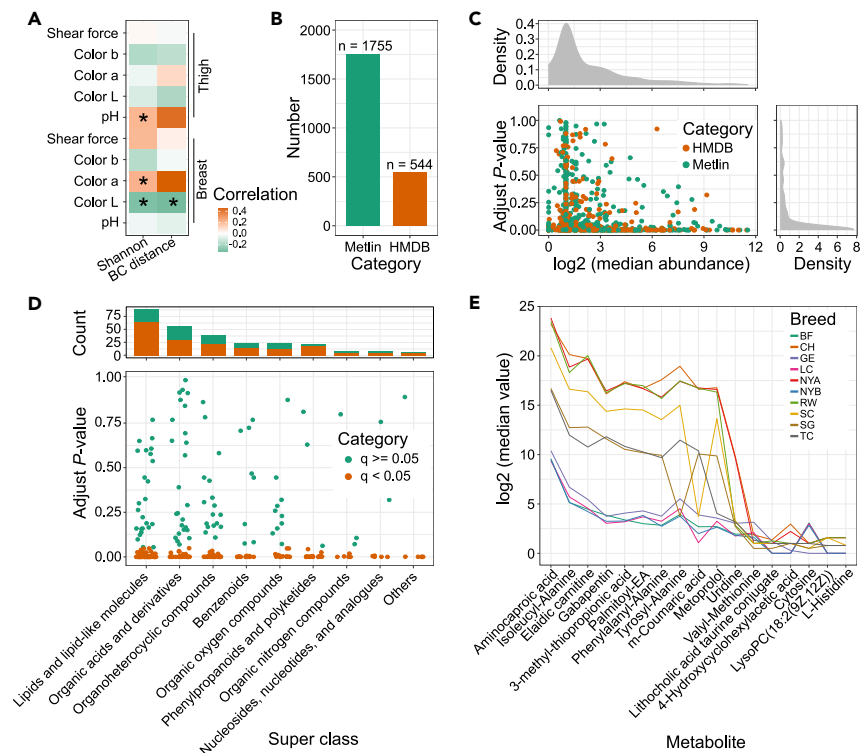 A
Shear force
Color b
Color a
Color L
pH
Shear force
Color b
Color a
Color L
pH
Thigh
Breast
* 
*
* *
Shannon
BC distance
Correlation
0.4
0.2
0.0
-0.2
B
2000
1500
1000
500
0
Number
n = 1755
n = 544
Metlin HMDB
Category
C
Density
0.4
0.3
0.2
0.1
0.0
Adjust P-value
1.00
0.75
0.50
0.25
0.00
Category
HMDB
Metlin
0 3 6 9 12
log2 (median abundance)
0 2 4 6 8
Density
D
Count
75
50
25
0
Adjust P-value
1.00
0.75
0.50
0.25
0.00
Category
q >= 0.05
q < 0.05
Lipids and lipid-like molecules
Organic acids and derivatives
Organoheterocyclic compounds
Benzenoids
Organic oxygen compounds
Phenylpropanoids and polyketides
Organic nitrogen compounds
Nucleosides, nucleotides, and analogues
Others
Super class
E
log2 (median value)
25
20
15
10
5
0
Breed
BF
CH
GE
LC
NYA
NYB
RW
SC
SG
TC
Aminocaproic acid
Isoleucyl-Alanine
Elaidic carnitine
Gabapentin
3-methyl-thiopropionic acid
PalmitoyLEA
Phenylalanyl-Alanine
Tyrosyl-Alanine
m-Coumaric acid
Metoprolol
Uridine
Valyl-Methionine
Lithocholic acid taurine conjugate
4-Hydroxycyclohexylacetic acid
Cytosine
LysoPC(18-2(9Z,12Z))
L-Histidine
Metabolite